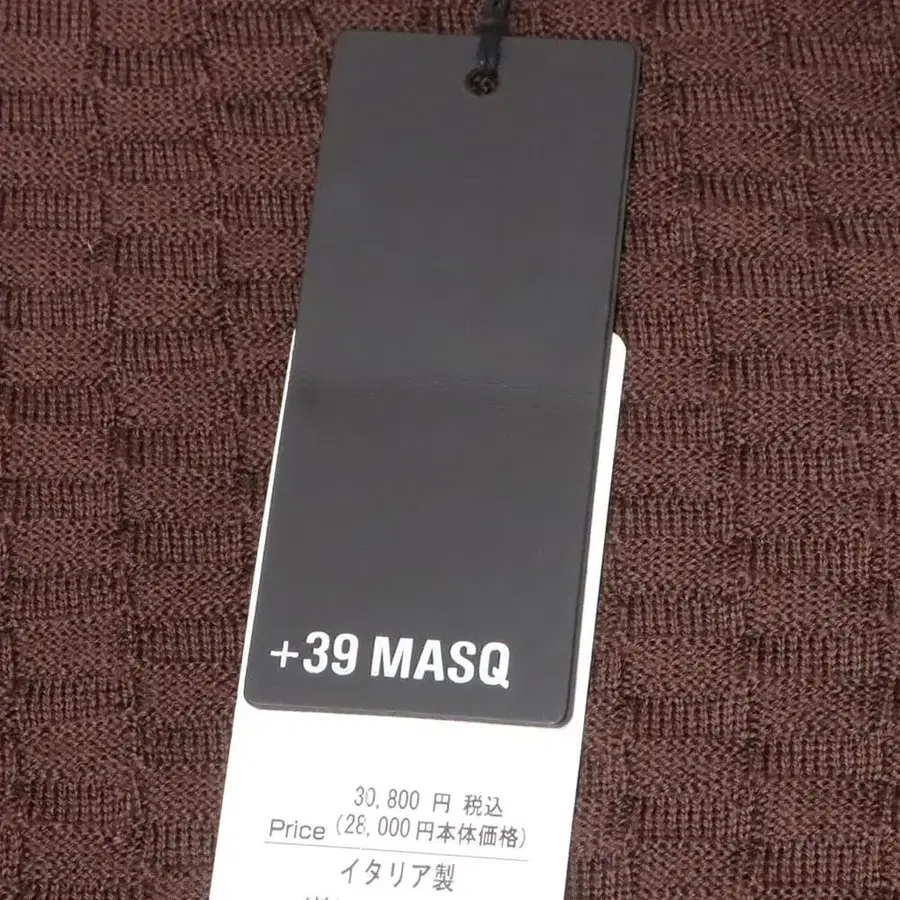 +39 MASQ
30,800 円 税込
Price (28,000円本体価格)
イタリア製